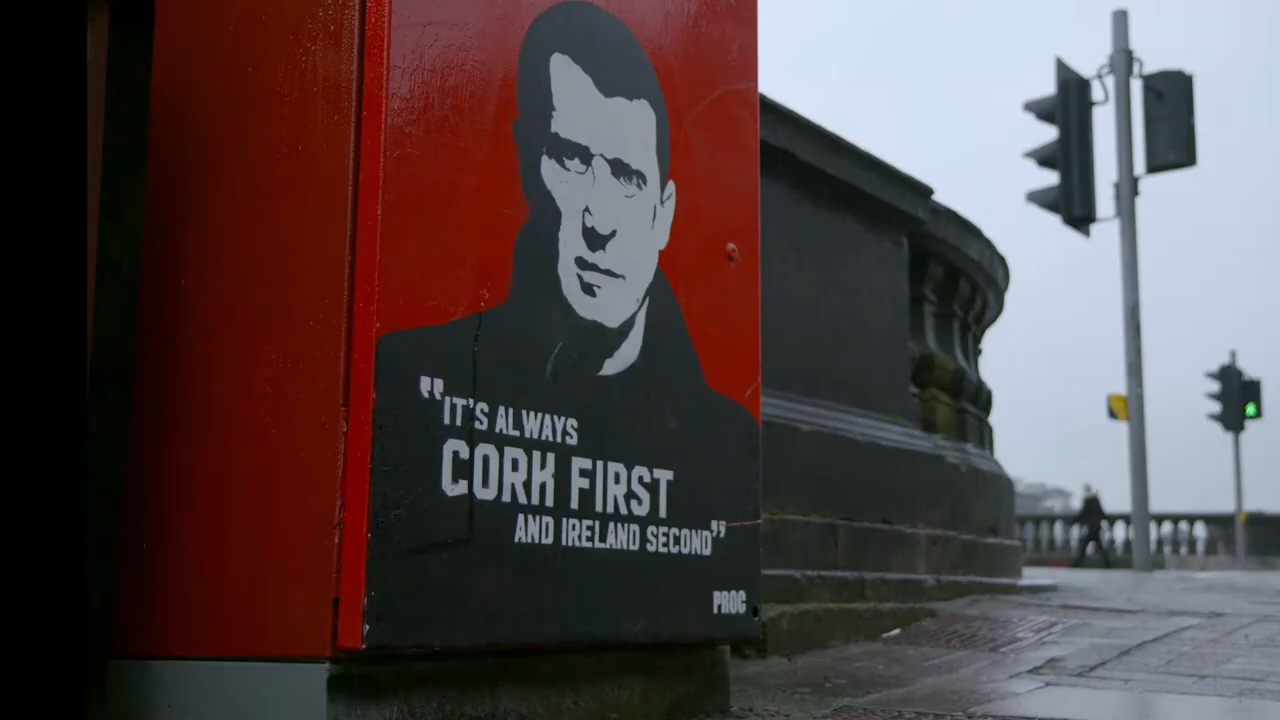 "IT'S ALWAYS
CORK FIRST
AND IRELAND SECOND"
PROC